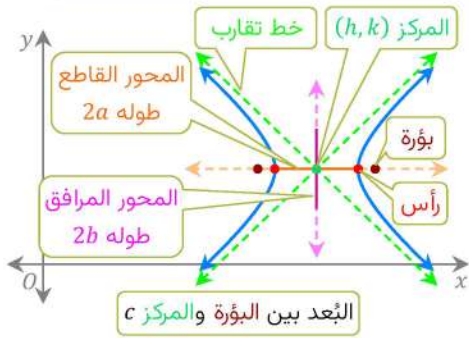 y
خط تقارب
المركز (h, k)
المحور القاطع
طوله 2a
بؤرة
رأس
المحور المرافق
طوله 2b
O
x
البُعد بين البؤرة والمركز c